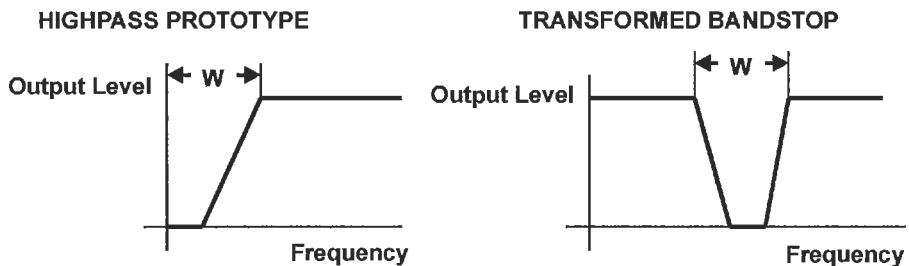 HIGHPASS PROTOTYPE
W
Output Level
Frequency
TRANSFORMED BANDSTOP
W
Output Level
Frequency